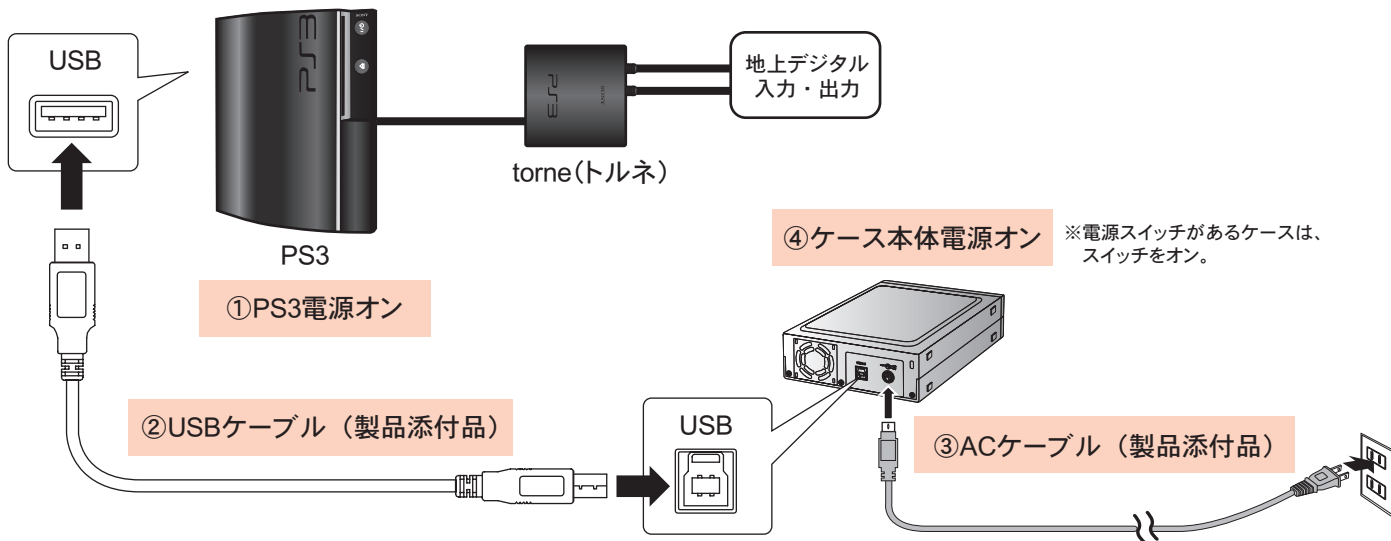 USB
PS3
地上デジタル
入力・出力
PS3
torne（トルネ）
PS3
①PS3電源オン
④ケース本体電源オン
※電源スイッチがあるケースは、
スイッチをオン。
②USBケーブル（製品添付品）
USB
③ACケーブル（製品添付品）